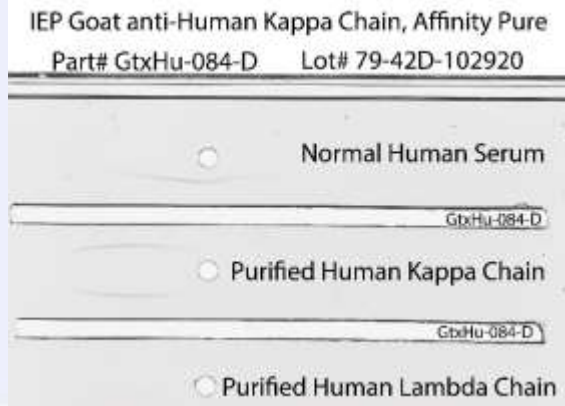 IEP Goat anti-Human Kappa Chain, Affinity Pure
Part# GtxHu-084-D Lot# 79-42D-102920
Normal Human Serum
GtxHu-084-D
Purified Human Kappa Chain
GtxHu-084-D
Purified Human Lambda Chain